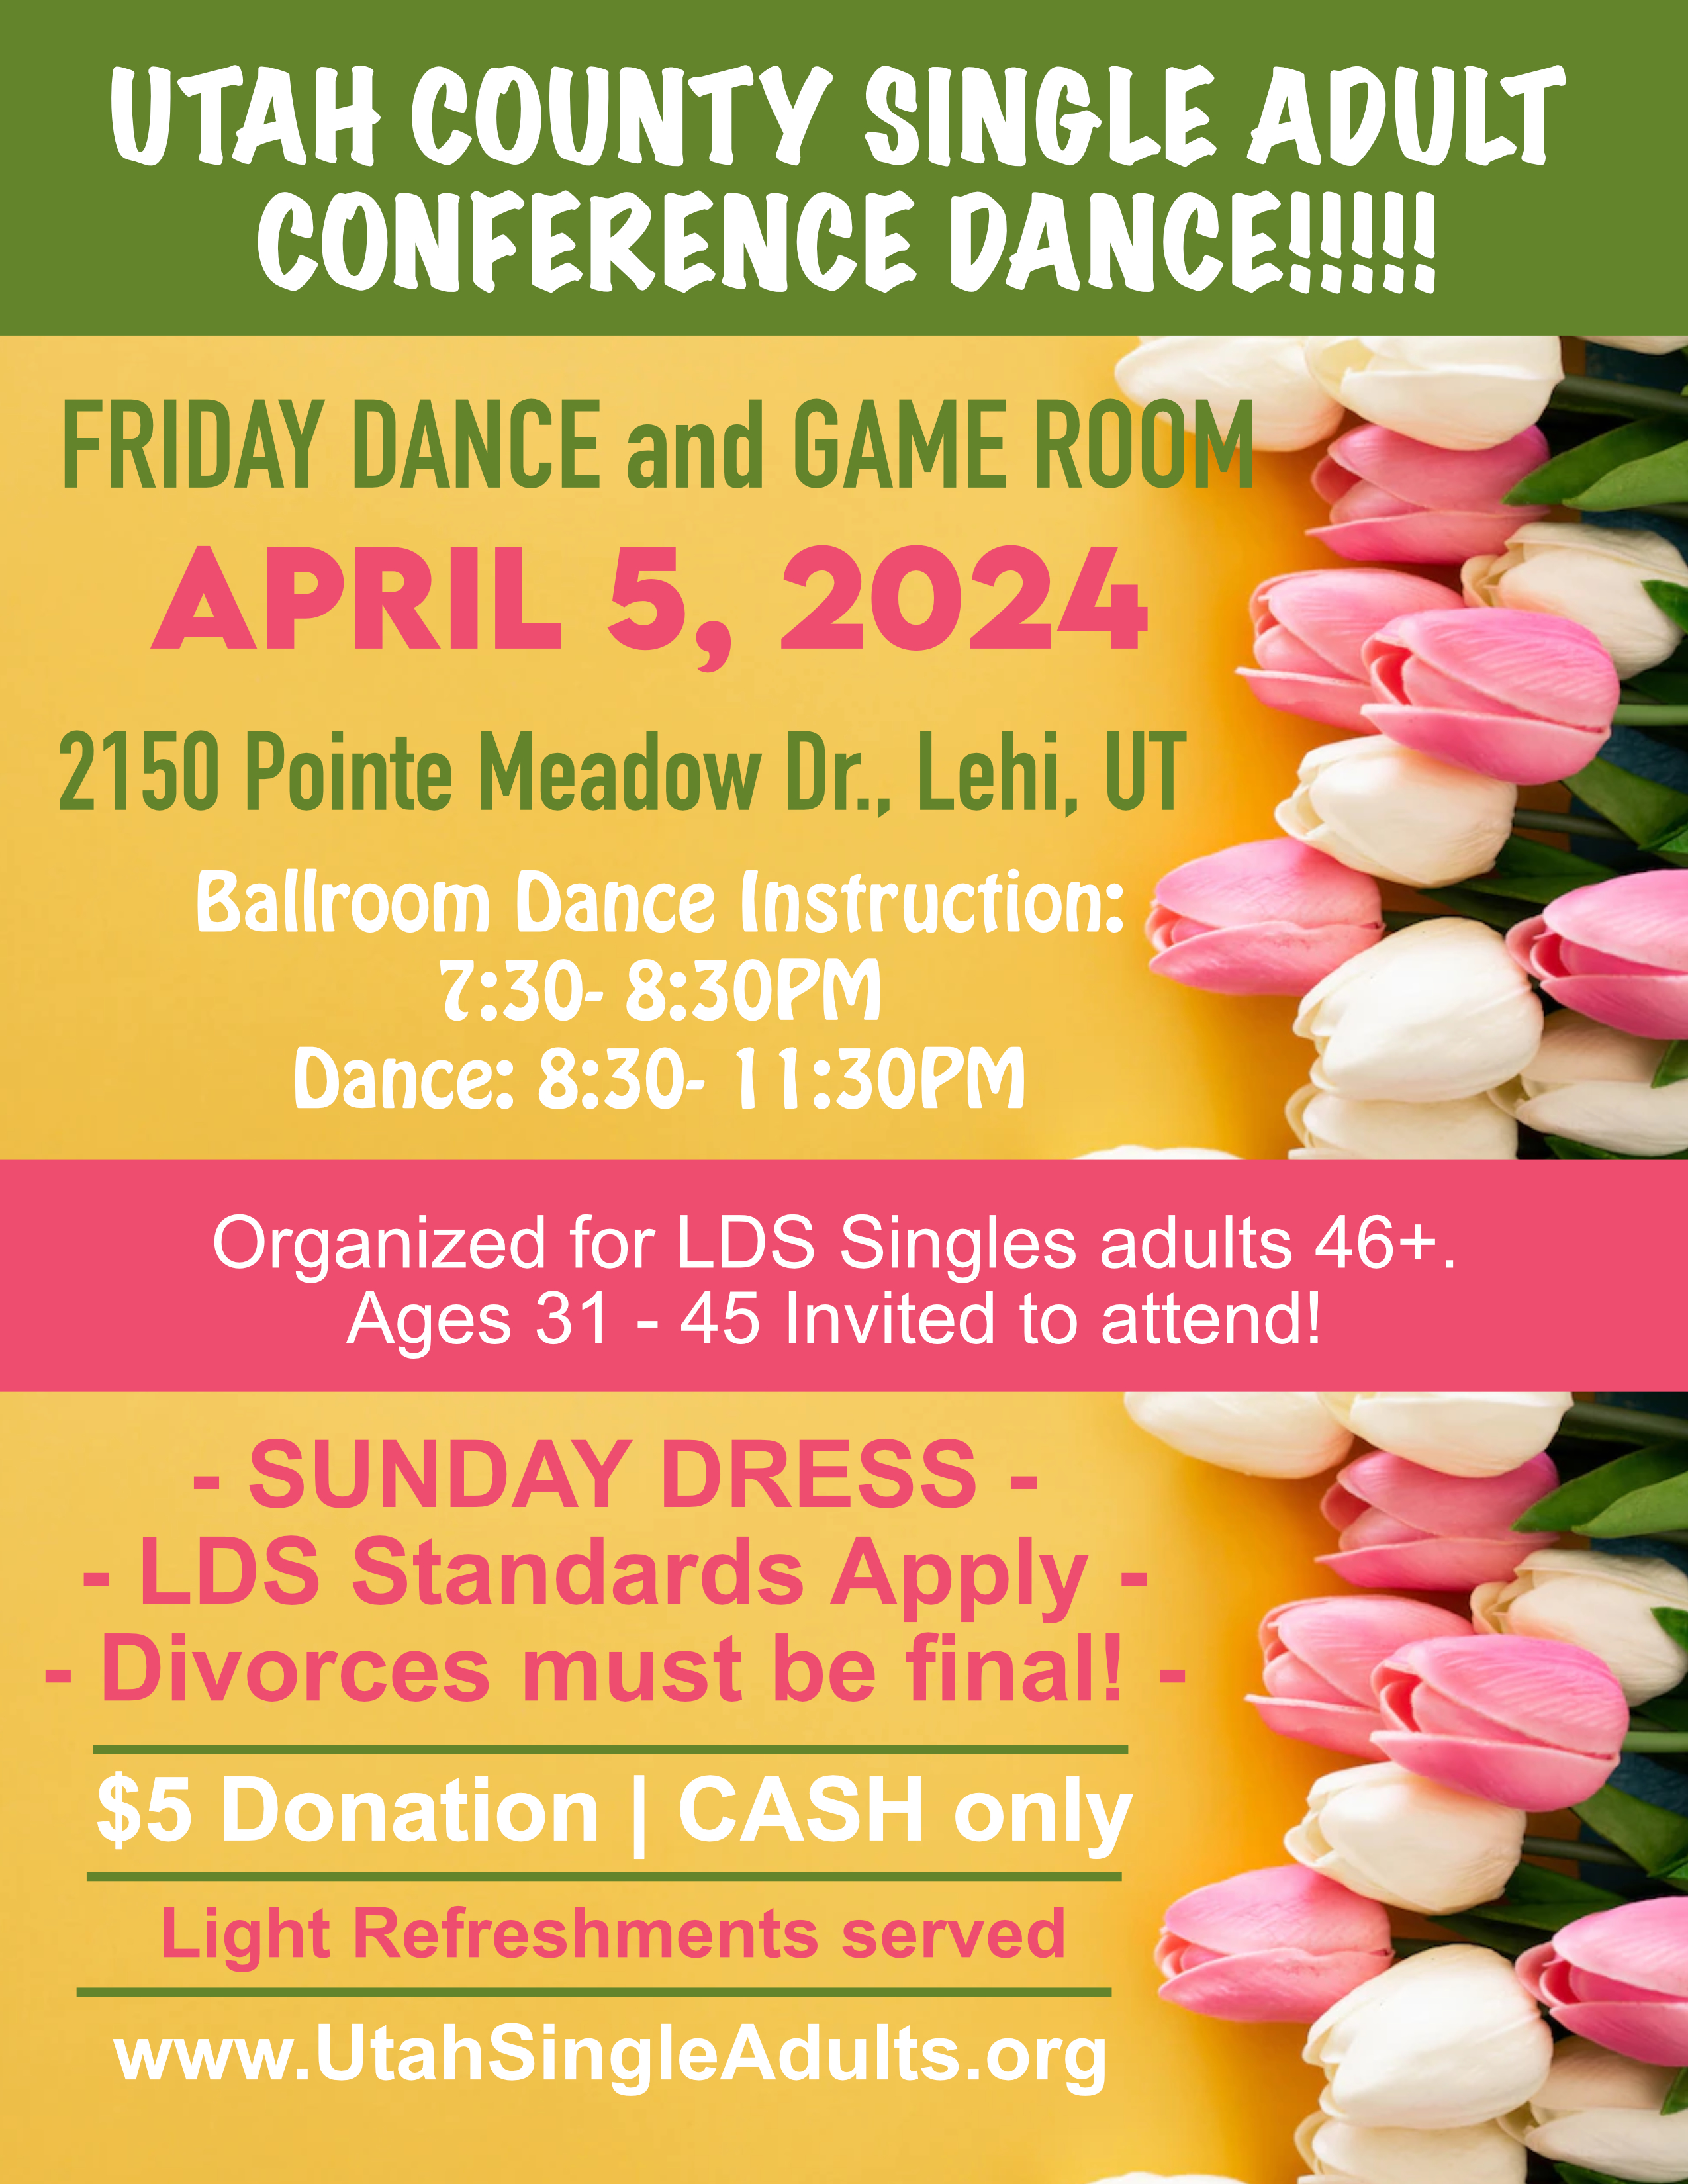 UTAH COUNTY SINGLE ADULT
CONFERENCE DANCE!!!!!
FRIDAY DANCE and GAME ROOM
APRIL 5, 2024
2150 Pointe Meadow Dr., Lehi, UT
Ballroom Dance Instruction:
7:30- 8:30PM
Dance: 8:30- 11:30PM
Organized for LDS Singles adults 46+.
Ages 31 - 45 Invited to attend!
- SUNDAY DRESS -
- LDS Standards Apply -
- Divorces must be final! -
$5 Donation | CASH only
Light Refreshments served
www.UtahSingleAdults.org